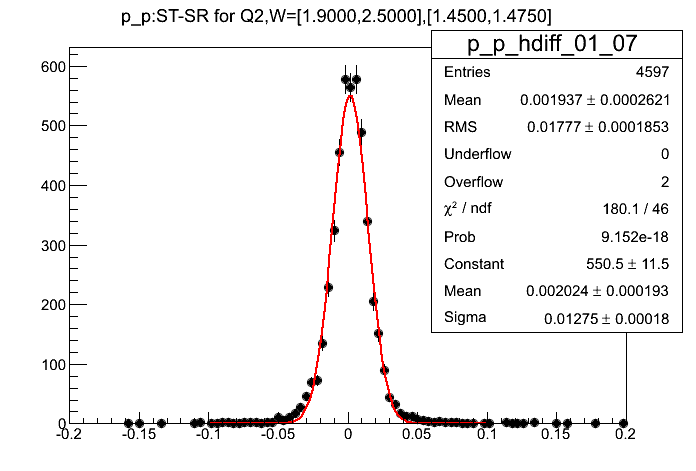 p_p:ST-SR for Q2,W=[1.9000,2.5000],[1.4500,1.4750]
p_p_hdiff_01_07
Entries 4597
Mean 0.001937 ± 0.0002621
RMS 0.01777 ± 0.0001853
Underflow 0
Overflow 2
χ² / ndf 180.1 / 46
Prob 9.152e-18
Constant 550.5 ± 11.5
Mean 0.002024 ± 0.000193
Sigma 0.01275 ± 0.00018
600
500
400
300
200
100
0
-0.2 -0.15 -0.1 -0.05 0 0.05 0.1 0.15 0.2